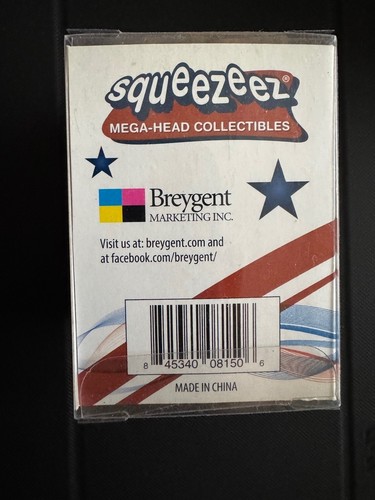 squeezeez®
MEGA-HEAD COLLECTIBLES
Breygent
MARKETING INC.
Visit us at: breygent.com and
at facebook.com/breygent/
8 45340 08150 6
MADE IN CHINA